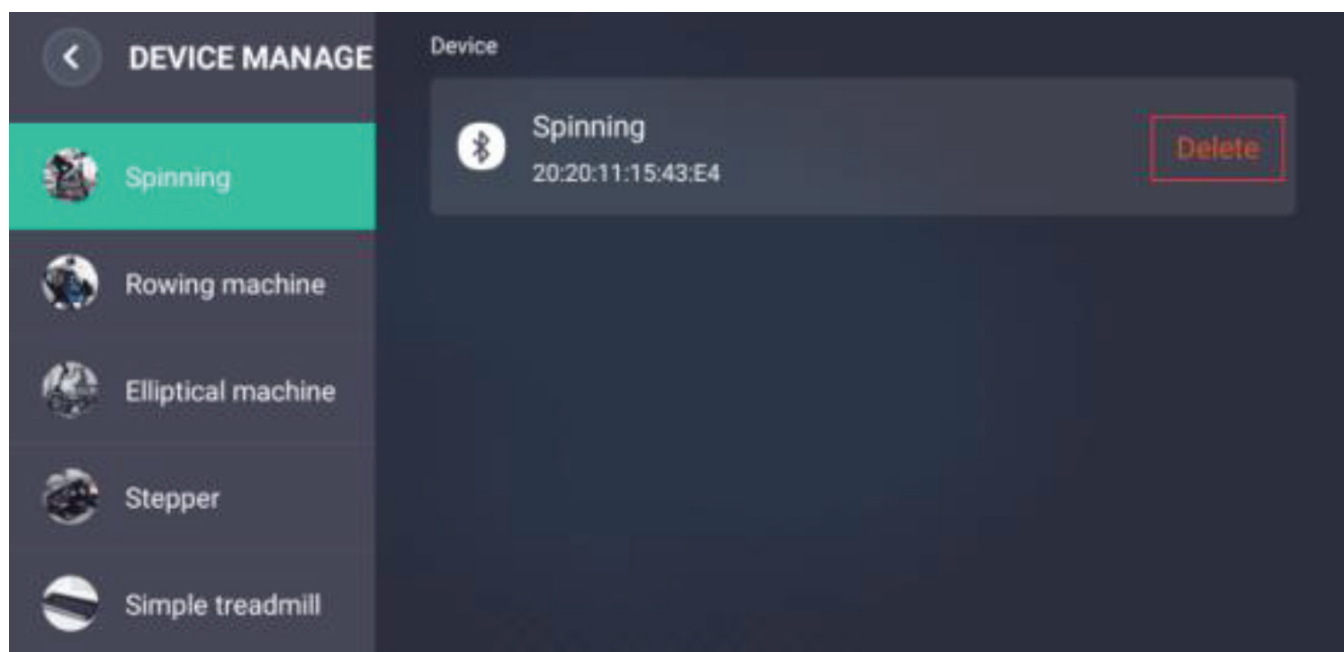 DEVICE MANAGE
Spinning
Rowing machine
Elliptical machine
Stepper
Simple treadmill
Device
Spinning
20:20:11:15:43:E4
Delete